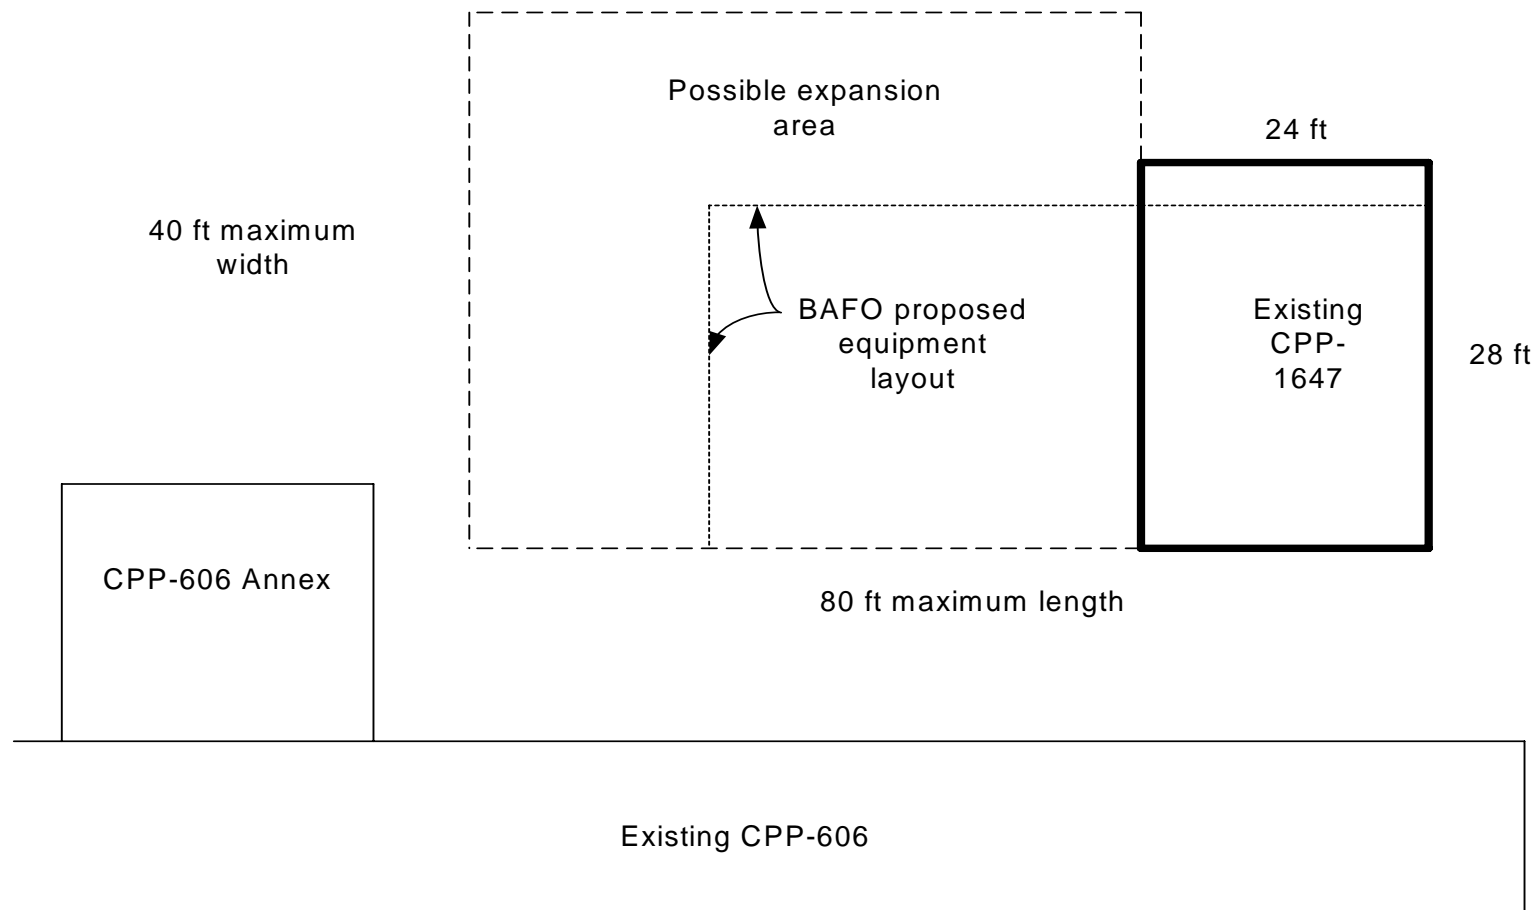 Possible expansion
area
24 ft
40 ft maximum
width
BAFO proposed
equipment
layout
Existing
CPP-
1647
28 ft
CPP-606 Annex
80 ft maximum length
Existing CPP-606